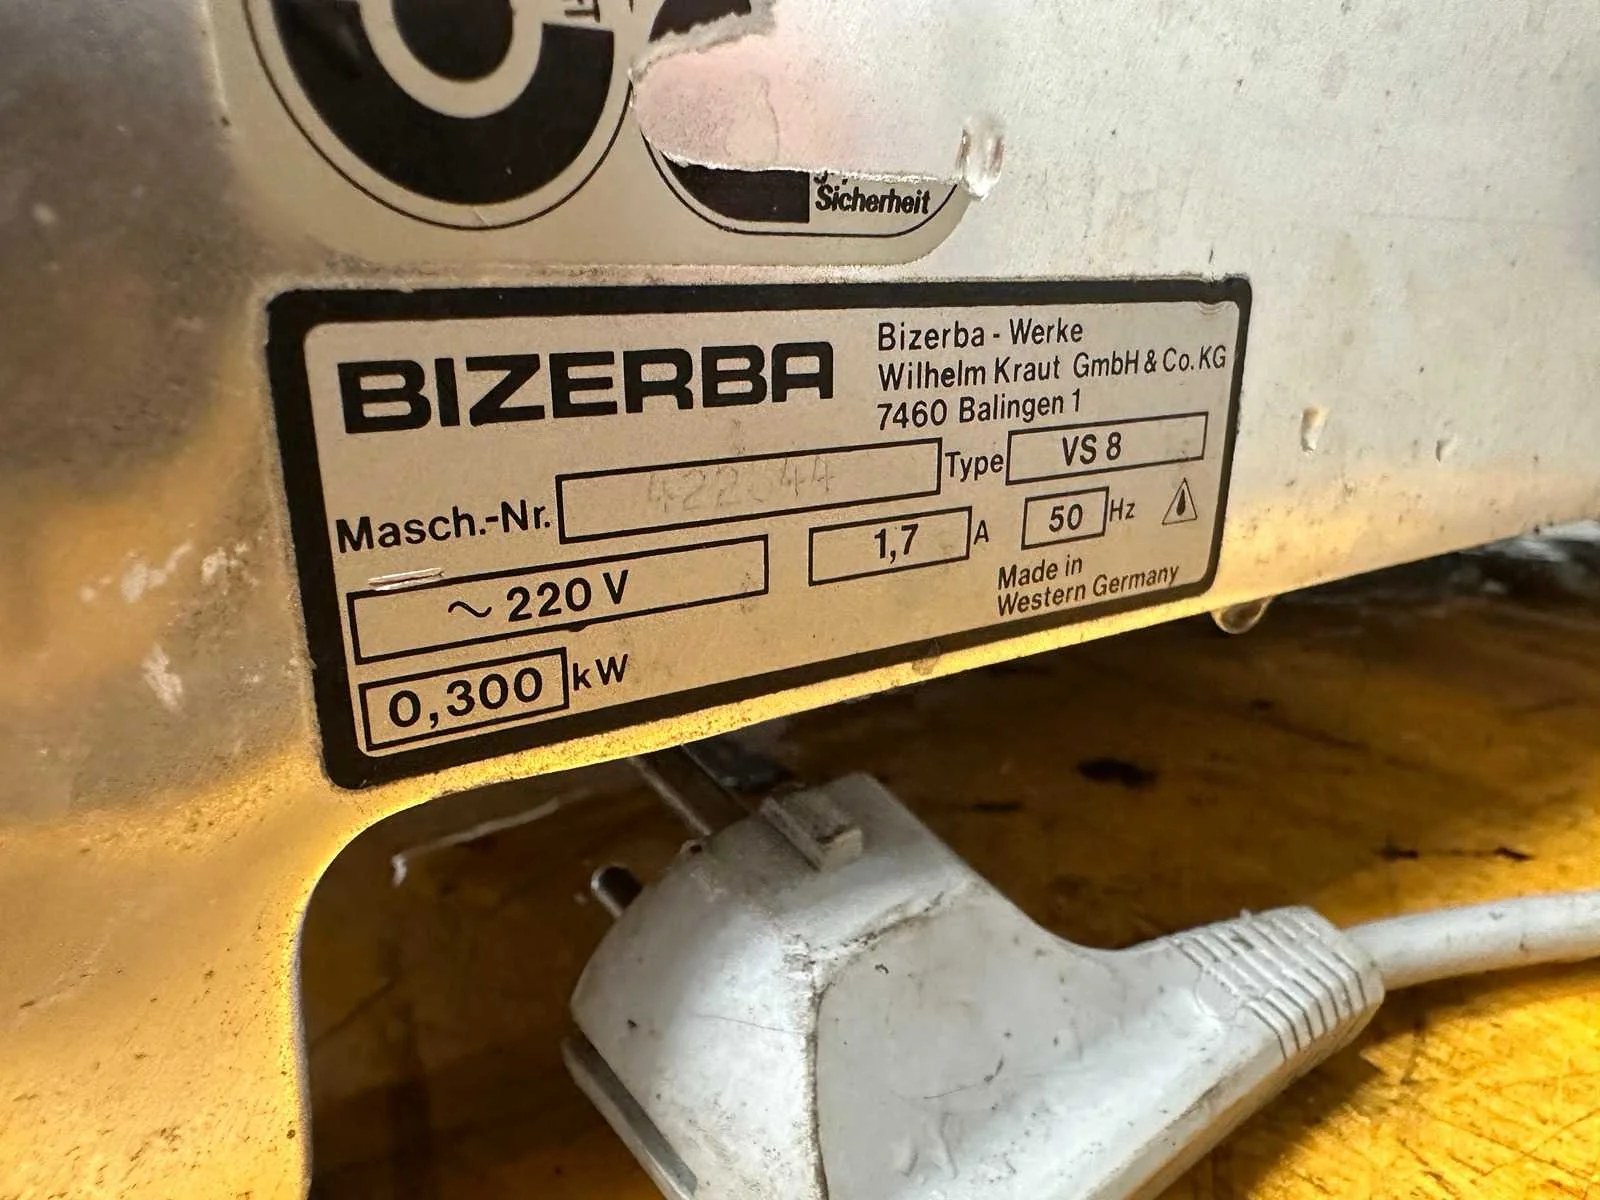 Sicherheit
BIZERBA
Bizerba - Werke
Wilhelm Kraut GmbH & Co. KG
7460 Balingen 1
Masch.-Nr.
Type VS 8
~ 220 V
1,7 A
50 Hz
0,300 kW
Made in
Western Germany